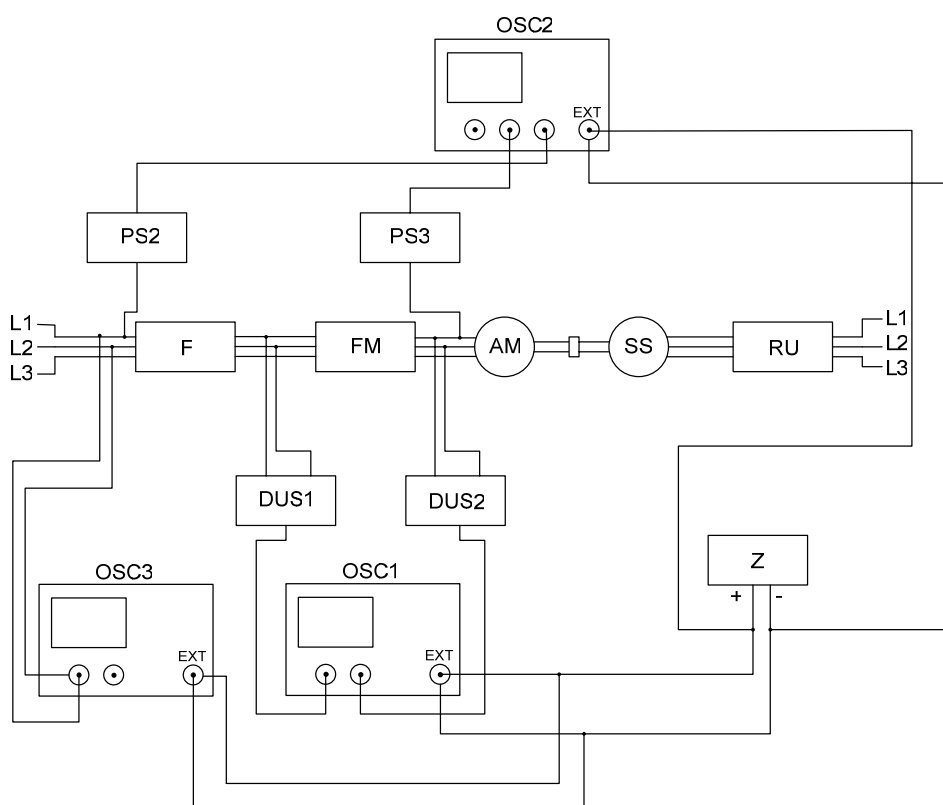 OSC2
EXT
PS2
PS3
L1
L2
L3
F
FM
AM
SS
RU
L1
L2
L3
DUS1
DUS2
Z
+ -
OSC3
OSC1
EXT
EXT